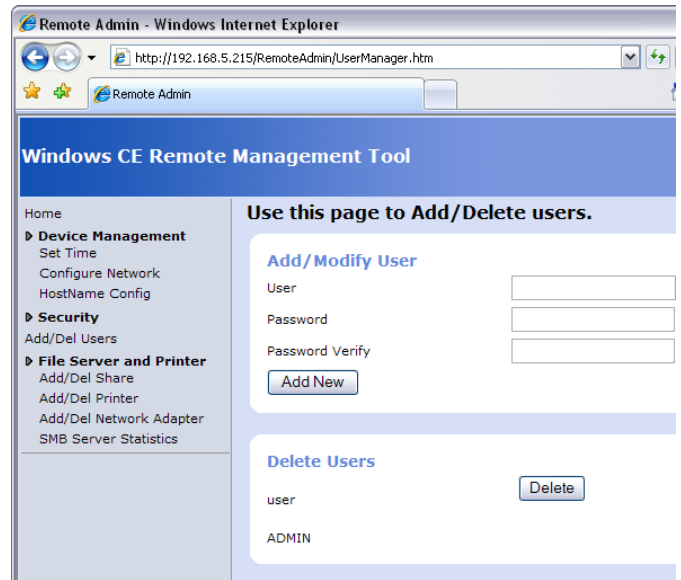 Remote Admin - Windows Internet Explorer
http://192.168.5.215/RemoteAdmin/UserManager.htm
Remote Admin
Windows CE Remote Management Tool
Home
Device Management
Set Time
Configure Network
HostName Config
Security
Add/Del Users
File Server and Printer
Add/Del Share
Add/Del Printer
Add/Del Network Adapter
SMB Server Statistics
Use this page to Add/Delete users.
Add/Modify User
User
Password
Password Verify
Add New
Delete Users
user
Delete
ADMIN